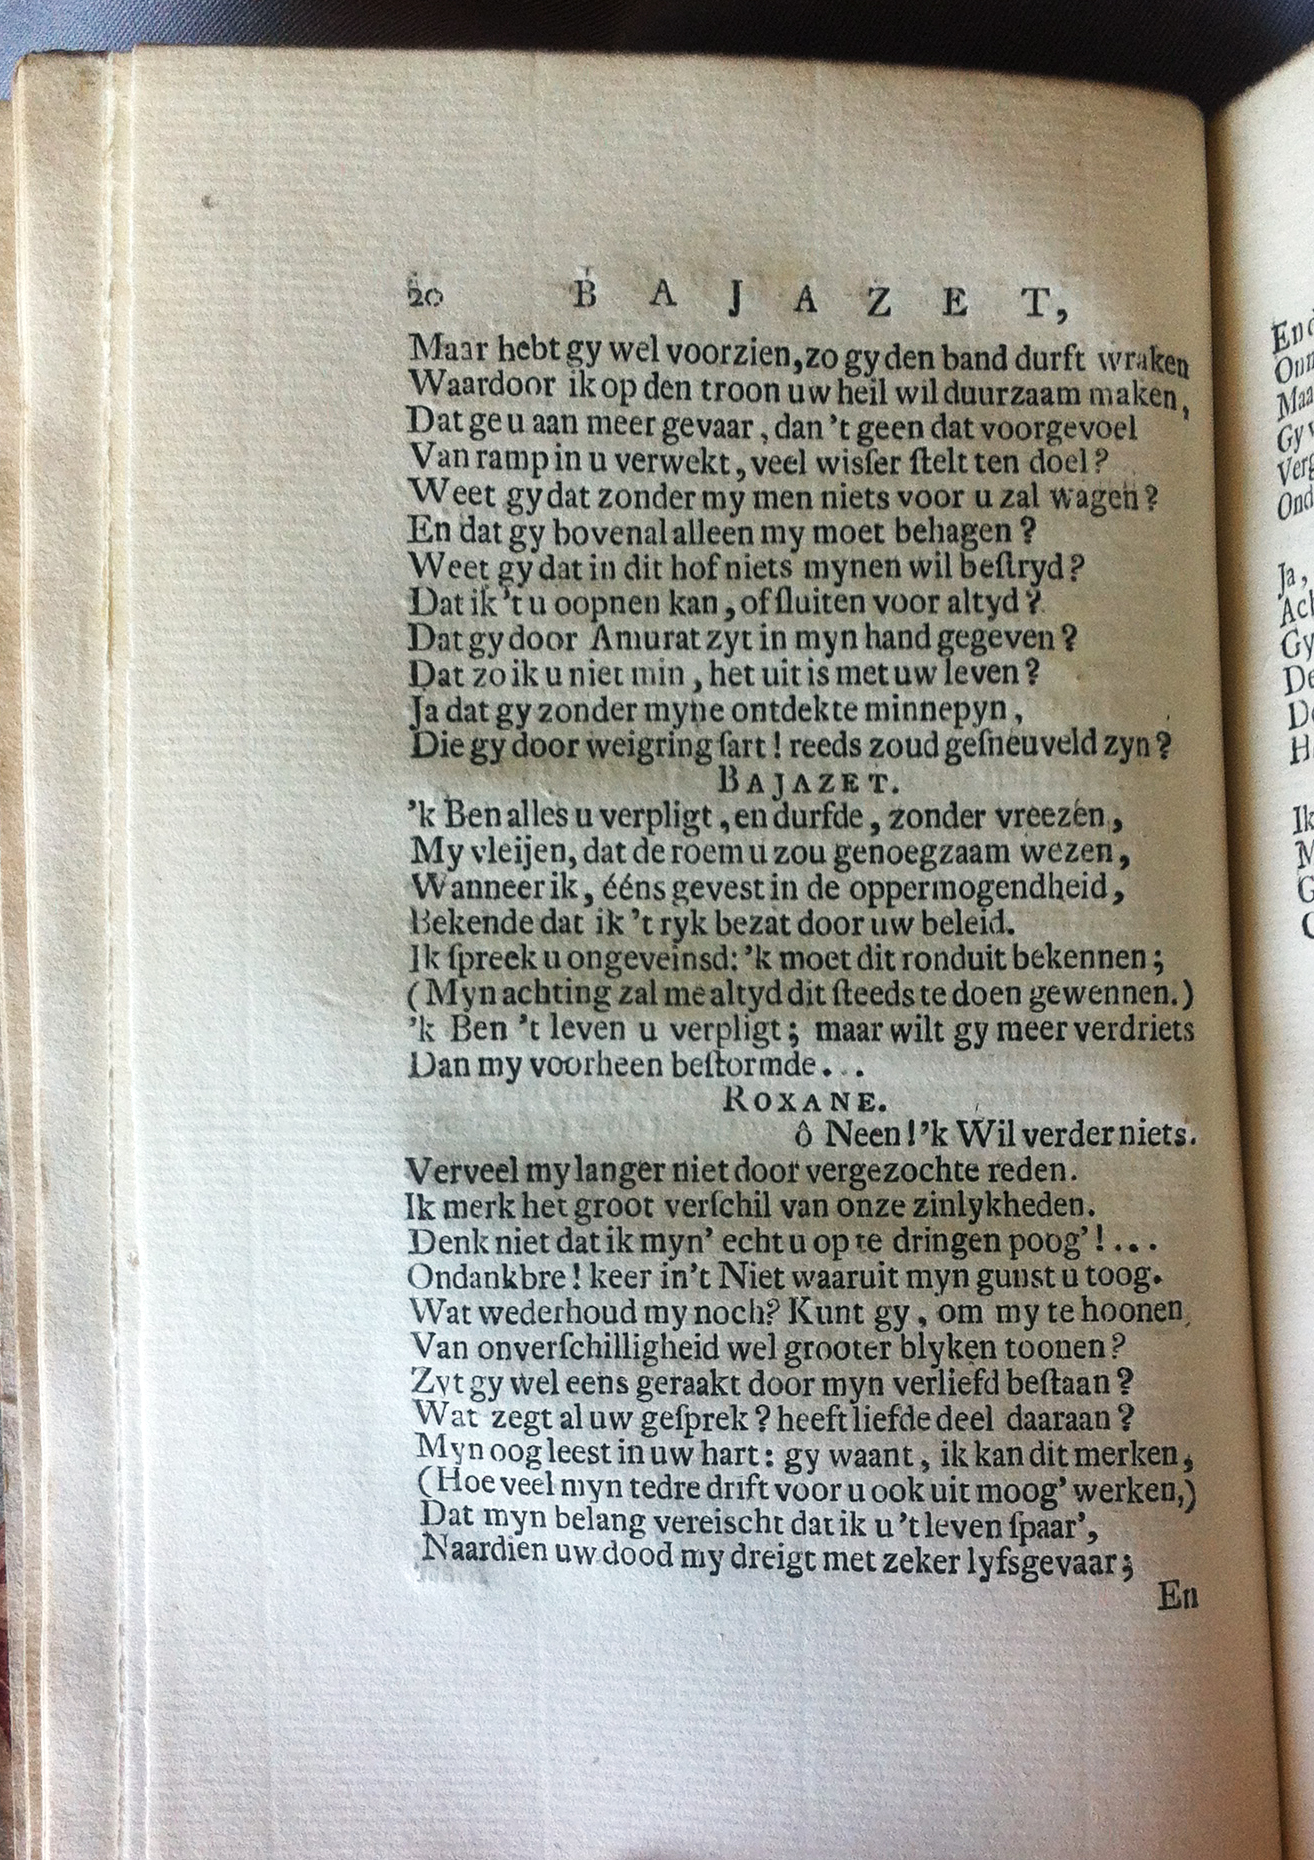 20 BAJAZET,
Maar hebt gy wel voorzien, zo gy den band durft wraken
Waardoor ik op den troon uw heil wil duurzaam maken,
Dat ge u aan meer gevaar, dan 't geen dat voorgevoel
Van ramp in u verwekt, veel wisſer ſtelt ten doel?
Weet gy dat zonder my men niets voor u zal wagen?
En dat gy bovenal alleen my moet behagen?
Weet gy dat in dit hof niets mynen wil beſtryd?
Dat ik 't u oopnen kan, of ſluiten voor altyd?
Dat gy door Amurat zyt in myn hand gegeven?
Dat zo ik u niet min, het uit is met uw leven?
Ja dat gy zonder myne ontdekte minnepyn,
Die gy door weigring ſart! reeds zoud geſneuveld zyn?
BAJAZET.
'k Ben alles u verpligt, en durfde, zonder vreezen,
My vleijen, dat de roem u zou genoegzaam wezen,
Wanneer ik, ééns gevest in de oppermogendheid,
Bekende dat ik 't ryk bezat door uw beleid.
Ik ſpreek u ongeveinsd: 'k moet dit ronduit bekennen;
(Myn achting zal me altyd dit ſteeds te doen gewennen.)
'k Ben 't leven u verpligt; maar wilt gy meer verdriets
Dan my voorheen beſtormde...
ROXANE.
ô Neen! 'k Wil verder niets.
Verveel my langer niet door vergezochte reden.
Ik merk het groot verſchil van onze zinlykheden.
Denk niet dat ik myn' echt u op te dringen poog'!...
Ondankbre! keer in 't Niet waaruit myn gunst u toog.
Wat wederhoud my noch? Kunt gy, om my te hoonen,
Van onverſchilligheid wel grooter blyken toonen?
Zyt gy wel eens geraakt door myn verliefd beſtaan?
Wat zegt al uw geſprek? heeft liefde deel daaraan?
Myn oog leest in uw hart: gy waant, ik kan dit merken,
(Hoe veel myn tedre drift voor u ook uit moog' werken,)
Dat myn belang vereischt dat ik u 't leven ſpaar',
Naardien uw dood my dreigt met zeker lyfsgevaar;
En